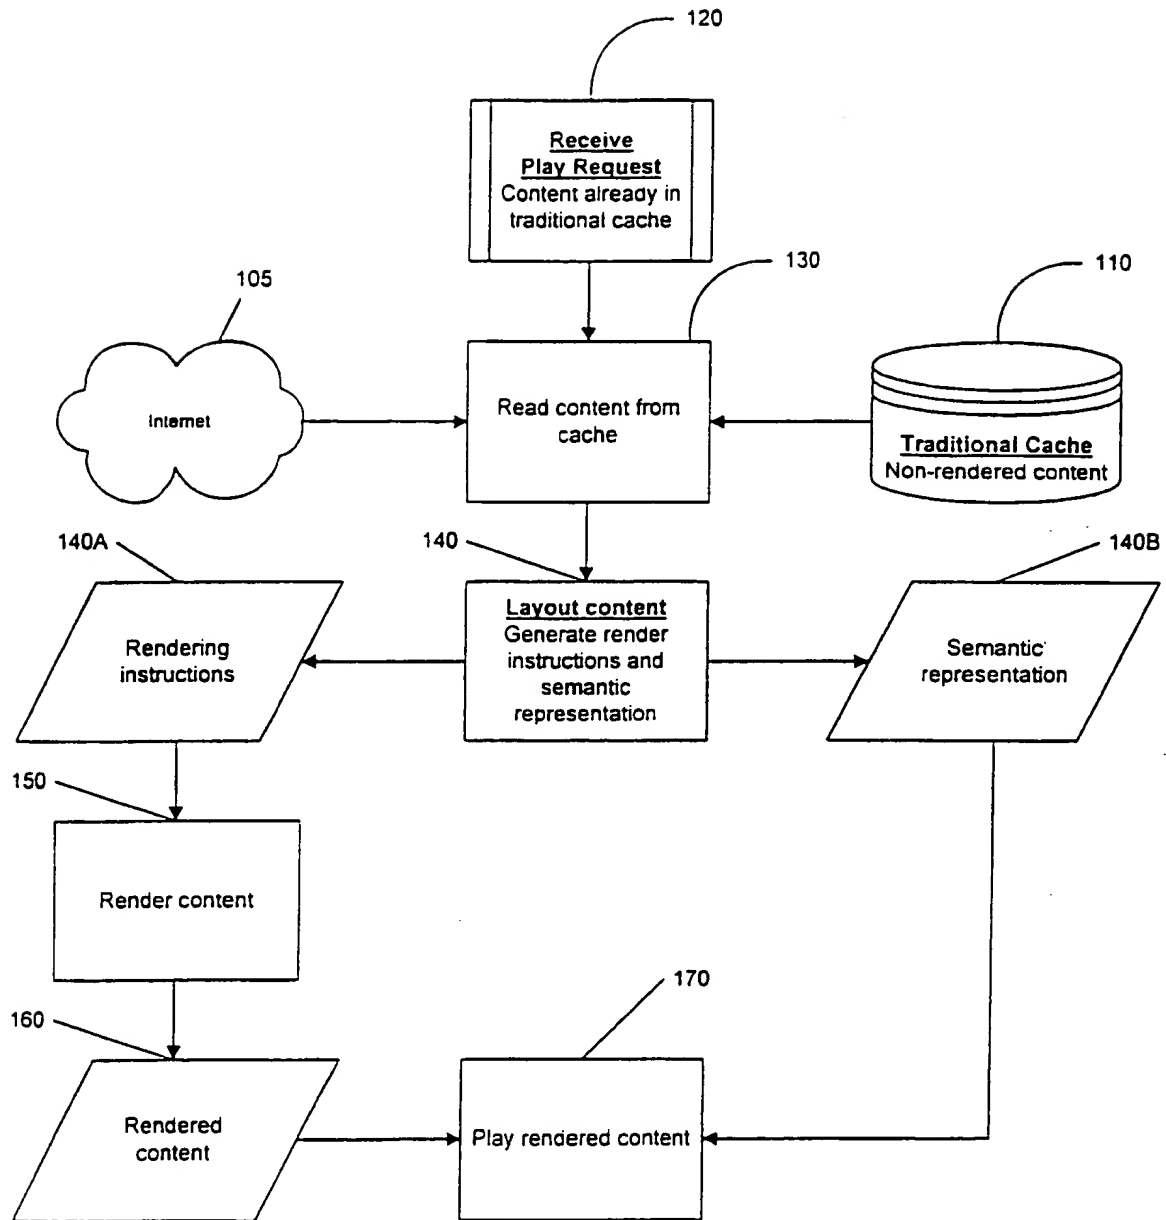 120
Receive
Play Request
Content already in
traditional cache
130
110
105
Internet
Read content from
cache
Traditional Cache
Non-rendered content
140A
140
140B
Rendering
instructions
Layout content
Generate render
instructions and
semantic
representation
Semantic
representation
150
Render content
160
170
Rendered
content
Play rendered content